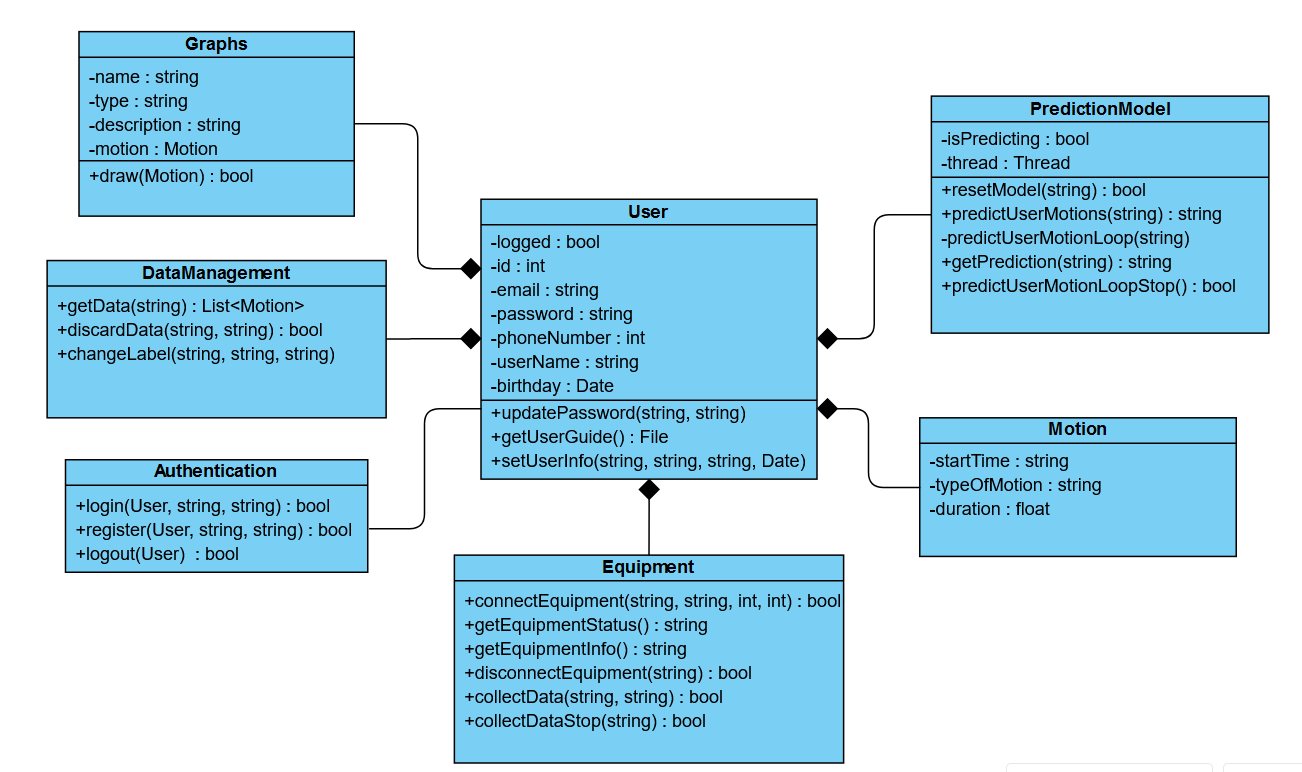 Graphs
-name : string
-type : string
-description : string
-motion : Motion
+draw(Motion) : bool
DataManagement
+getData(string) : List<Motion>
+discardData(string, string) : bool
+changeLabel(string, string, string)
Authentication
+login(User, string, string) : bool
+register(User, string, string) : bool
+logout(User) : bool
User
-logged : bool
-id : int
-email : string
-password : string
-phoneNumber : int
-userName : string
-birthday : Date
+updatePassword(string, string)
+getUserGuide() : File
+setUserInfo(string, string, string, Date)
Equipment
+connectEquipment(string, string, int, int) : bool
+getEquipmentStatus() : string
+getEquipmentInfo() : string
+disconnectEquipment(string) : bool
+collectData(string, string) : bool
+collectDataStop(string) : bool
PredictionModel
-isPredicting : bool
-thread : Thread
+resetModel(string) : bool
+predictUserMotions(string) : string
-predictUserMotionLoop(string)
+getPrediction(string) : string
+predictUserMotionLoopStop() : bool
Motion
-startTime : string
-typeOfMotion : string
-duration : float